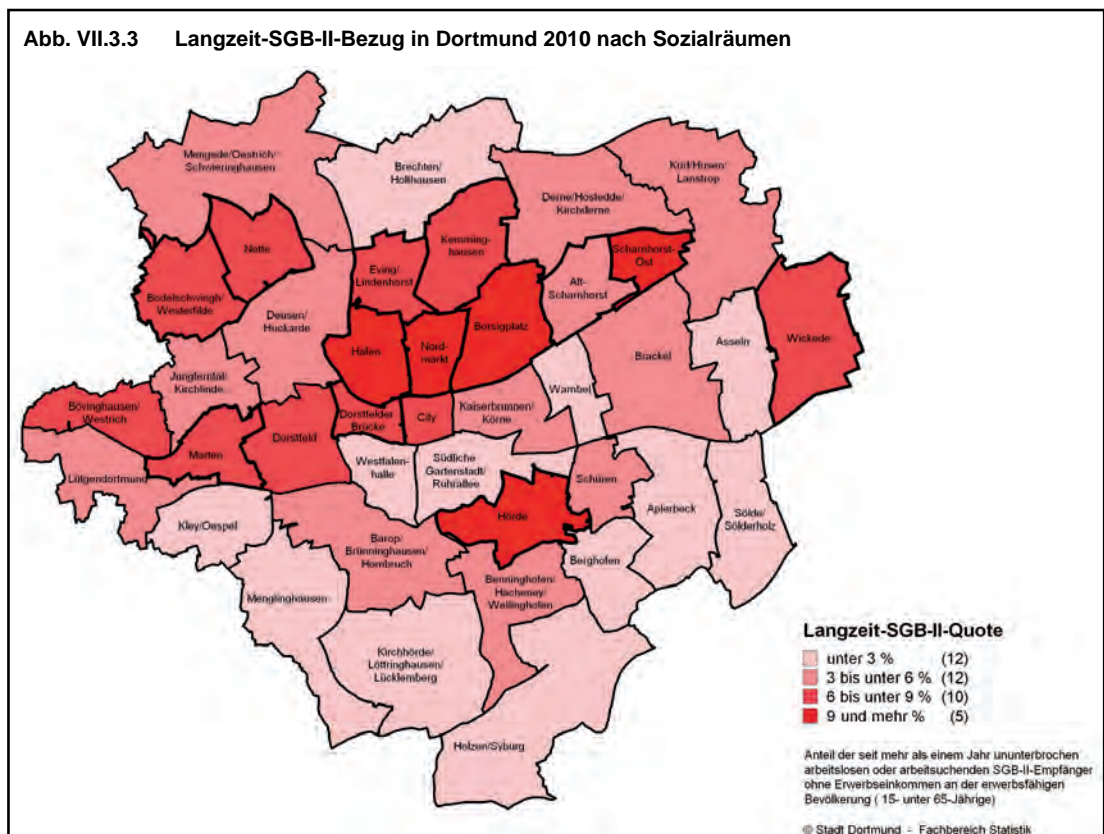 Abb. VII.3.3 Langzeit-SGB-II-Bezug in Dortmund 2010 nach Sozialräumen
Mengede/Oestrich/
Schwieringhausen
Brechten/
Holthausen
Kurl/Husen/
Lanstrop
Derne/Hostedde/
Kirchderne
Nette
Kemming-
hausen
Scharnhorst-
Ost
Eving/
Lindenhorst
Alt-
Scharnhorst
Bodelschwingh/
Westerfilde
Deusen/
Huckarde
Borsigplatz
Hafen
Nord-
markt
Wickede
Asseln
Brackel
Jungferntal/
Kirchlinde
Wambel
Bövinghausen/
Westrich
Dorstfelder
Brücke
City
Kaiserbrunnen/
Körne
Dorstfeld
Marten
Westfalen-
halle
Südliche
Gartenstadt/
Ruhrallee
Lütgendortmund
Schüren
Aplerbeck
Sölde/
Sölderholz
Hörde
Kley/Oespel
Barop/
Brünninghausen/
Hombruch
Berghofen
Benninghofen/
Hacheney/
Wellinghofen
Menglinghausen
Kirchhörde/
Löttringhausen/
Lücklemberg
Holzen/Syburg
Langzeit-SGB-II-Quote
unter 3 % (12)
3 bis unter 6 % (12)
6 bis unter 9 % (10)
9 und mehr % (5)
Anteil der seit mehr als einem Jahr ununterbrochen
arbeitslosen oder arbeitsuchenden SGB-II-Empfänger
ohne Erwerbseinkommen an der erwerbsfähigen
Bevölkerung ( 15- unter 65-Jährige)
© Stadt Dortmund - Fachbereich Statistik